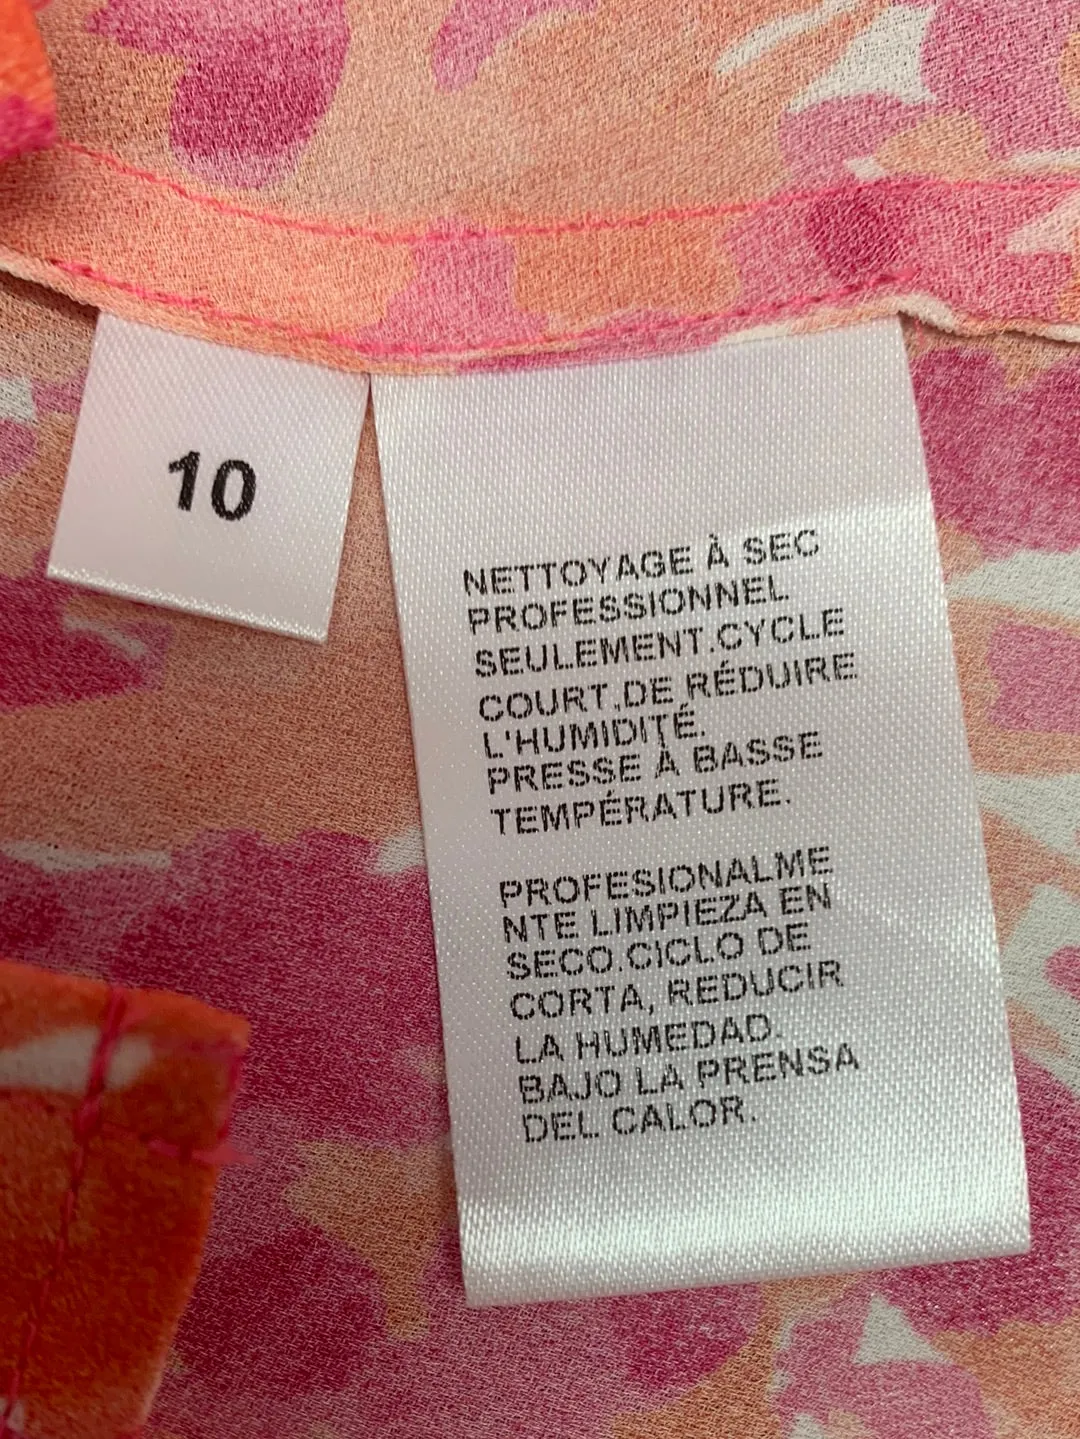 10
NETTOYAGE À SEC
PROFESSIONNEL
SEULEMENT.CYCLE
COURT,DE RÉDUIRE
L'HUMIDITÉ.
PRESSE À BASSE
TEMPÉRATURE.
PROFESIONALME
NTE LIMPIEZA EN
SECO.CICLO DE
CORTA, REDUCIR
LA HUMEDAD.
BAJO LA PRENSA
DEL CALOR.